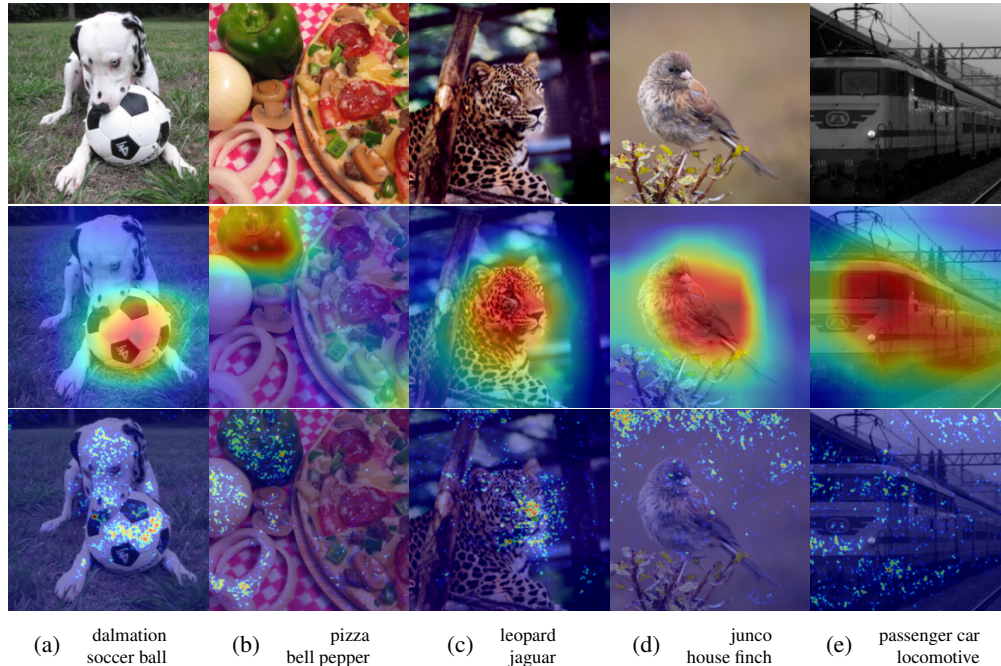 (a) dalmation
soccer ball
(b) pizza
bell pepper
(c) leopard
jaguar
(d) junco
house finch
(e) passenger car
locomotive